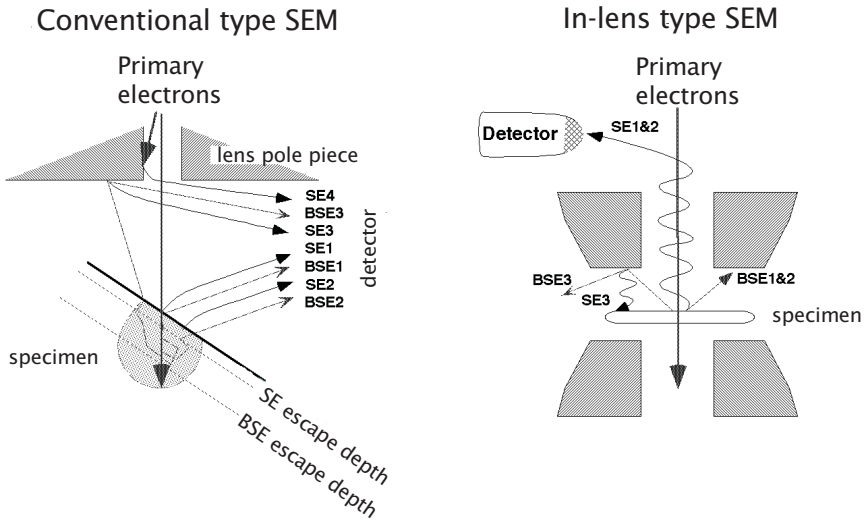 Conventional type SEM
Primary
electrons
lens pole piece
SE4
BSE3
SE3
SE1
BSE1
SE2
BSE2
detector
specimen
SE escape depth
BSE escape depth
In-lens type SEM
Primary
electrons
Detector
SE1&2
BSE3
SE3
BSE1&2
specimen